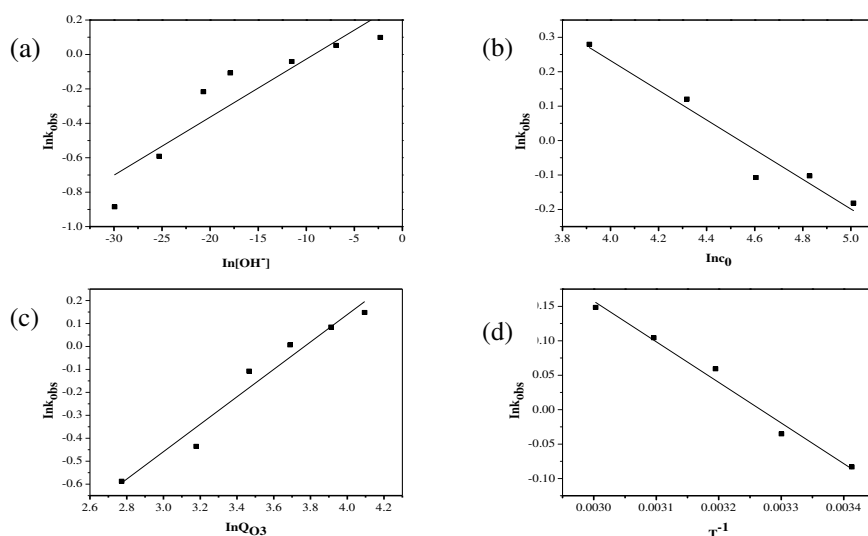 (a)
0.2
0.0
-0.2
-0.4
-0.6
-0.8
-1.0
lnk_obs
-30 -25 -20 -15 -10 -5 0
ln[OH⁻]
(b)
0.3
0.2
0.1
0.0
-0.1
-0.2
lnk_obs
3.8 4.0 4.2 4.4 4.6 4.8 5.0
lnc₀
(c)
0.2
0.1
0.0
-0.1
-0.2
-0.3
-0.4
-0.5
-0.6
lnk_obs
2.6 2.8 3.0 3.2 3.4 3.6 3.8 4.0 4.2
lnQ_O3
(d)
0.15
0.10
0.05
0.00
-0.05
-0.10
lnk_obs
0.0030 0.0031 0.0032 0.0033 0.0034
T⁻¹